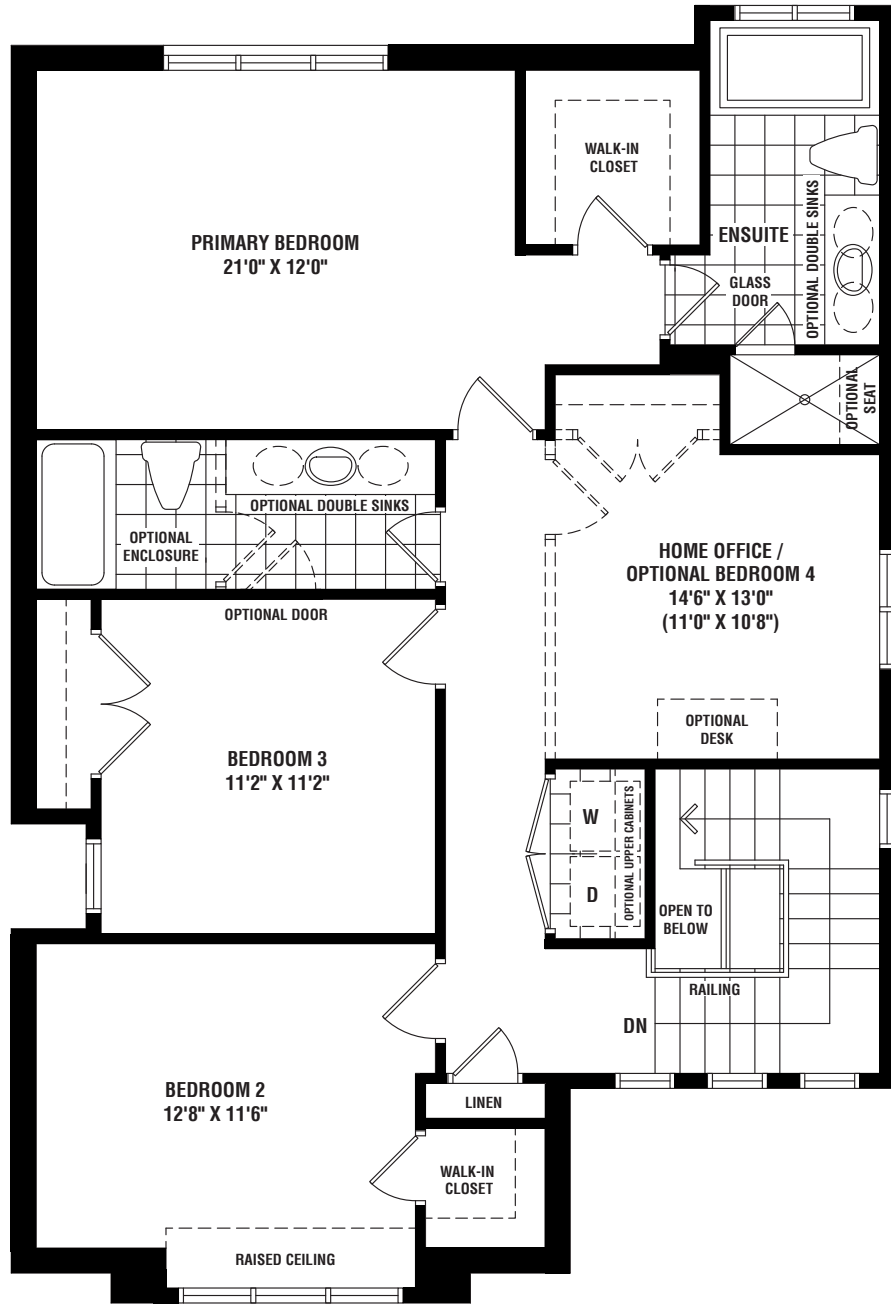 WALK-IN
CLOSET
PRIMARY BEDROOM
21'0" X 12'0"
ENSUITE
GLASS
DOOR
OPTIONAL DOUBLE SINKS
OPTIONAL
SEAT
OPTIONAL DOUBLE SINKS
OPTIONAL
ENCLOSURE
HOME OFFICE /
OPTIONAL BEDROOM 4
14'6" X 13'0"
(11'0" X 10'8")
OPTIONAL DOOR
OPTIONAL
DESK
BEDROOM 3
11'2" X 11'2"
W
D
OPTIONAL UPPER CABINETS
OPEN TO
BELOW
RAILING
DN
BEDROOM 2
12'8" X 11'6"
LINEN
WALK-IN
CLOSET
RAISED CEILING